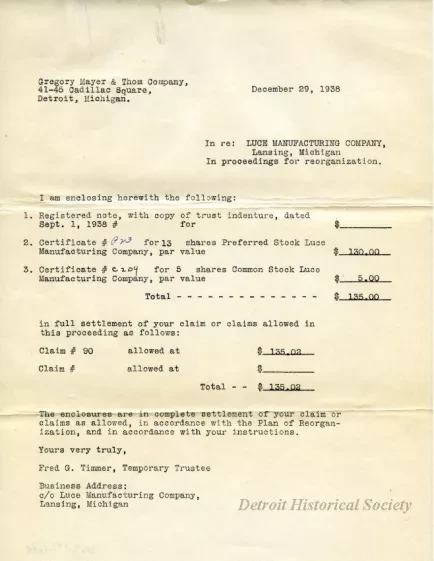 Gregory Mayer & Thom Company,
41-45 Cadillac Square, December 29, 1938
Detroit, Michigan.
In re: LUCE MANUFACTURING COMPANY,
Lansing, Michigan
In proceedings for reorganization.
I am enclosing herewith the following:
1. Registered note, with copy of trust indenture, dated
Sept. 1, 1938 # for $
2. Certificate # for 13 shares Preferred Stock Luce
Manufacturing Company, par value $ 130.00
3. Certificate # for 5 shares Common Stock Luce
Manufacturing Company, par value $ 5.00
Total - - - - - - - - - - - - - - $ 135.00
in full settlement of your claim or claims allowed in
this proceeding as follows:
Claim # 90 allowed at $ 135.02
Claim # allowed at $
Total - - $ 135.02
The enclosures are in complete settlement of your claim or
claims as allowed, in accordance with the Plan of Reorgan-
ization, and in accordance with your instructions.
Yours very truly,
Fred G. Timmer, Temporary Trustee
Business Address:
c/o Luce Manufacturing Company,
Lansing, Michigan
Detroit Historical Society